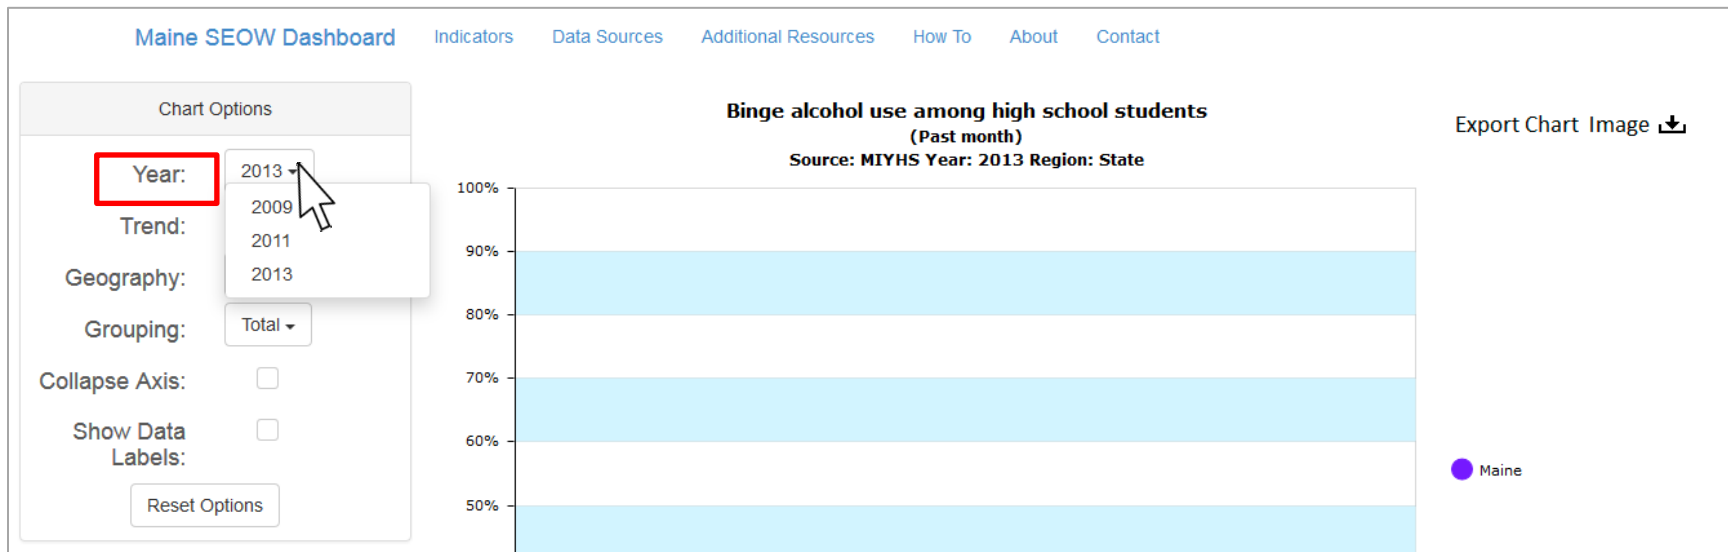 Maine SEOW Dashboard Indicators Data Sources Additional Resources How To About Contact
Chart Options
Year: 2013
2009
2011
2013
Trend:
Geography:
Grouping: Total
Collapse Axis:
Show Data
Labels:
Reset Options
Binge alcohol use among high school students
(Past month)
Source: MIYHS Year: 2013 Region: State
Export Chart Image
100%
90%
80%
70%
60%
50%
Maine